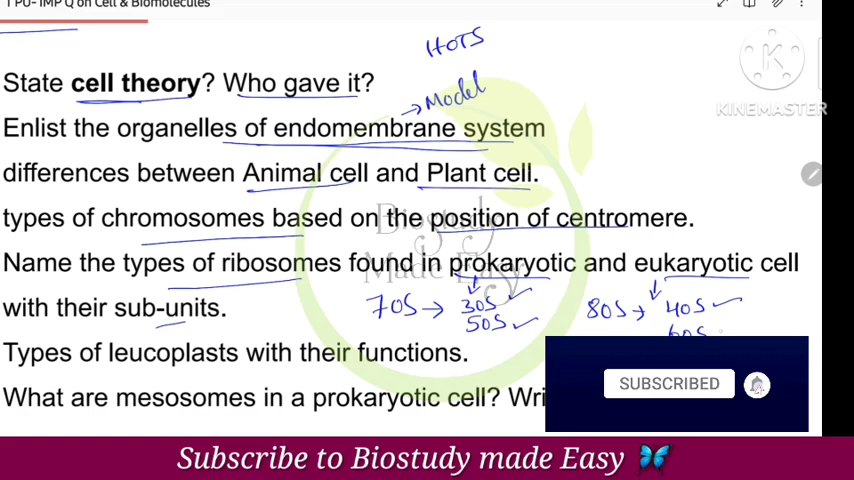 1 PU- IMP Q on Cell & Biomolecules
HOTS
State cell theory? Who gave it?
→ Model
Enlist the organelles of endomembrane system
differences between Animal cell and Plant cell.
types of chromosomes based on the position of centromere.
Name the types of ribosomes found in prokaryotic and eukaryotic cell
with their sub-units.
70S → 30S ✓ 80S → 40S ✓
50S ✓ 60S
Types of leucoplasts with their functions.
What are mesosomes in a prokaryotic cell? Wri
Biostudy
Made Easy
KINEMASTER
SUBSCRIBED
Subscribe to Biostudy made Easy 🦋